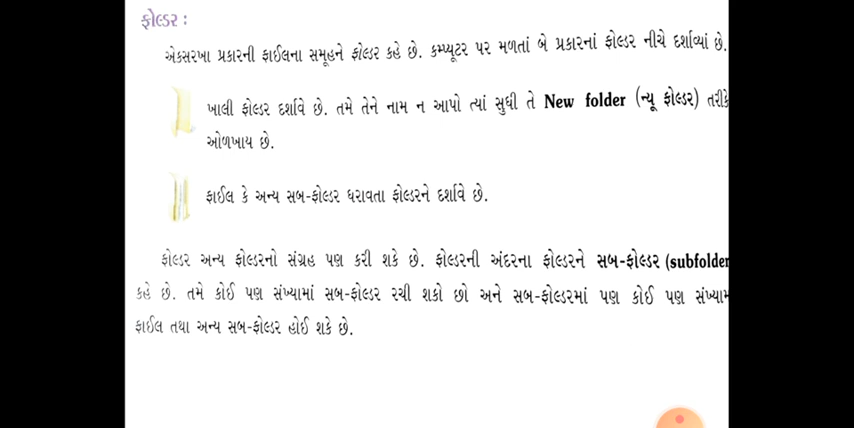 ફોલ્ડર :
એકસરખા પ્રકારની ફાઈલના સમૂહને ફોલ્ડર કહે છે. કમ્પ્યૂટર પર મળતાં બે પ્રકારનાં ફોલ્ડર નીચે દર્શાવ્યાં છે.
ખાલી ફોલ્ડર દર્શાવે છે. તમે તેને નામ ન આપો ત્યાં સુધી તે New folder (ન્યૂ ફોલ્ડર) તરીકે
ઓળખાય છે.
ફાઈલ કે અન્ય સબ-ફોલ્ડર ધરાવતા ફોલ્ડરને દર્શાવે છે.
ફોલ્ડર અન્ય ફોલ્ડરનો સંગ્રહ પણ કરી શકે છે. ફોલ્ડરની અંદરના ફોલ્ડરને સબ-ફોલ્ડર (subfolder
કહે છે. તમે કોઈ પણ સંખ્યામાં સબ-ફોલ્ડર રચી શકો છો અને સબ-ફોલ્ડરમાં પણ કોઈ પણ સંખ્યામ
ફાઈલ તથા અન્ય સબ-ફોલ્ડર હોઈ શકે છે.